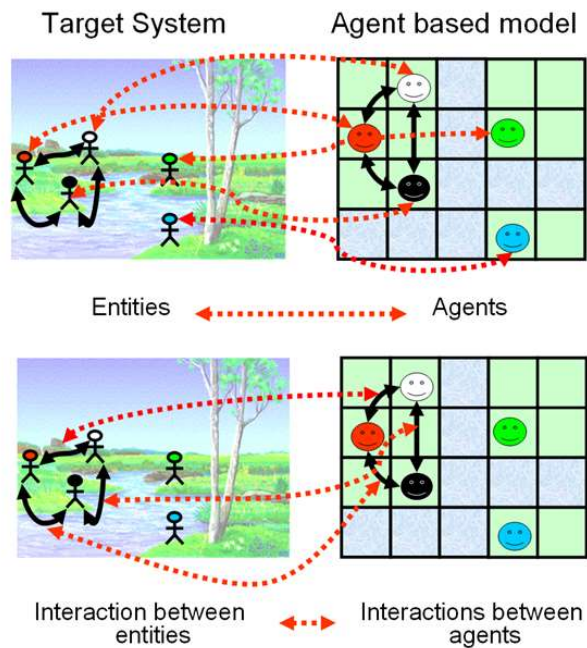 Target System
Agent based model
Entities
Agents
Interaction between
entities
Interactions between
agents